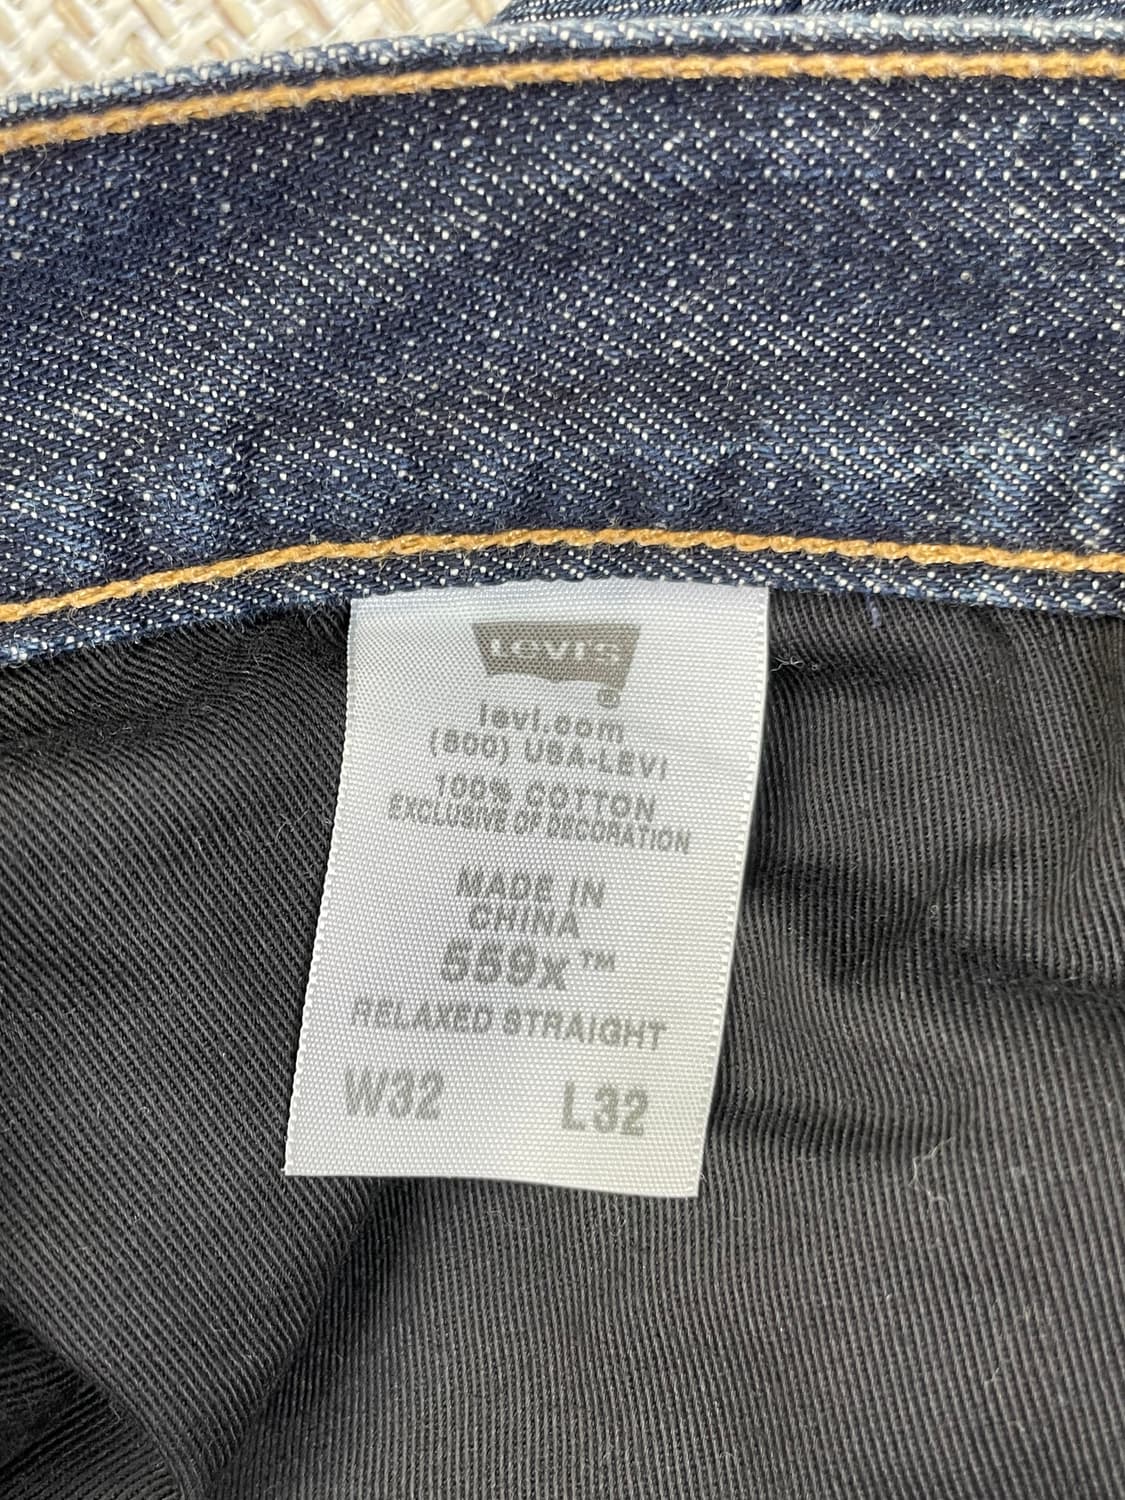 Levi's
®
levi.com
(800) USA-LEVI
100% COTTON
EXCLUSIVE OF DECORATION
MADE IN
CHINA
559x™
RELAXED STRAIGHT
W32 L32